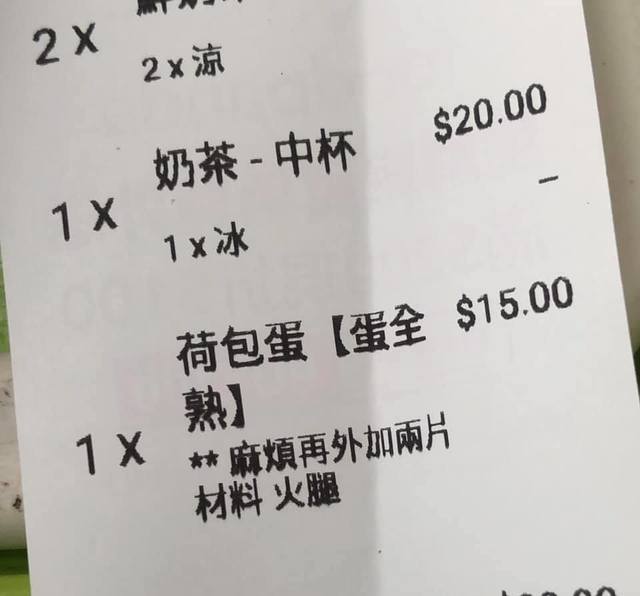 2 X
2 x 涼
奶茶 - 中杯 $20.00
1 X
1 x 冰 –
荷包蛋【蛋全 $15.00
熟】
1 X
** 麻煩再外加兩片
材料 火腿